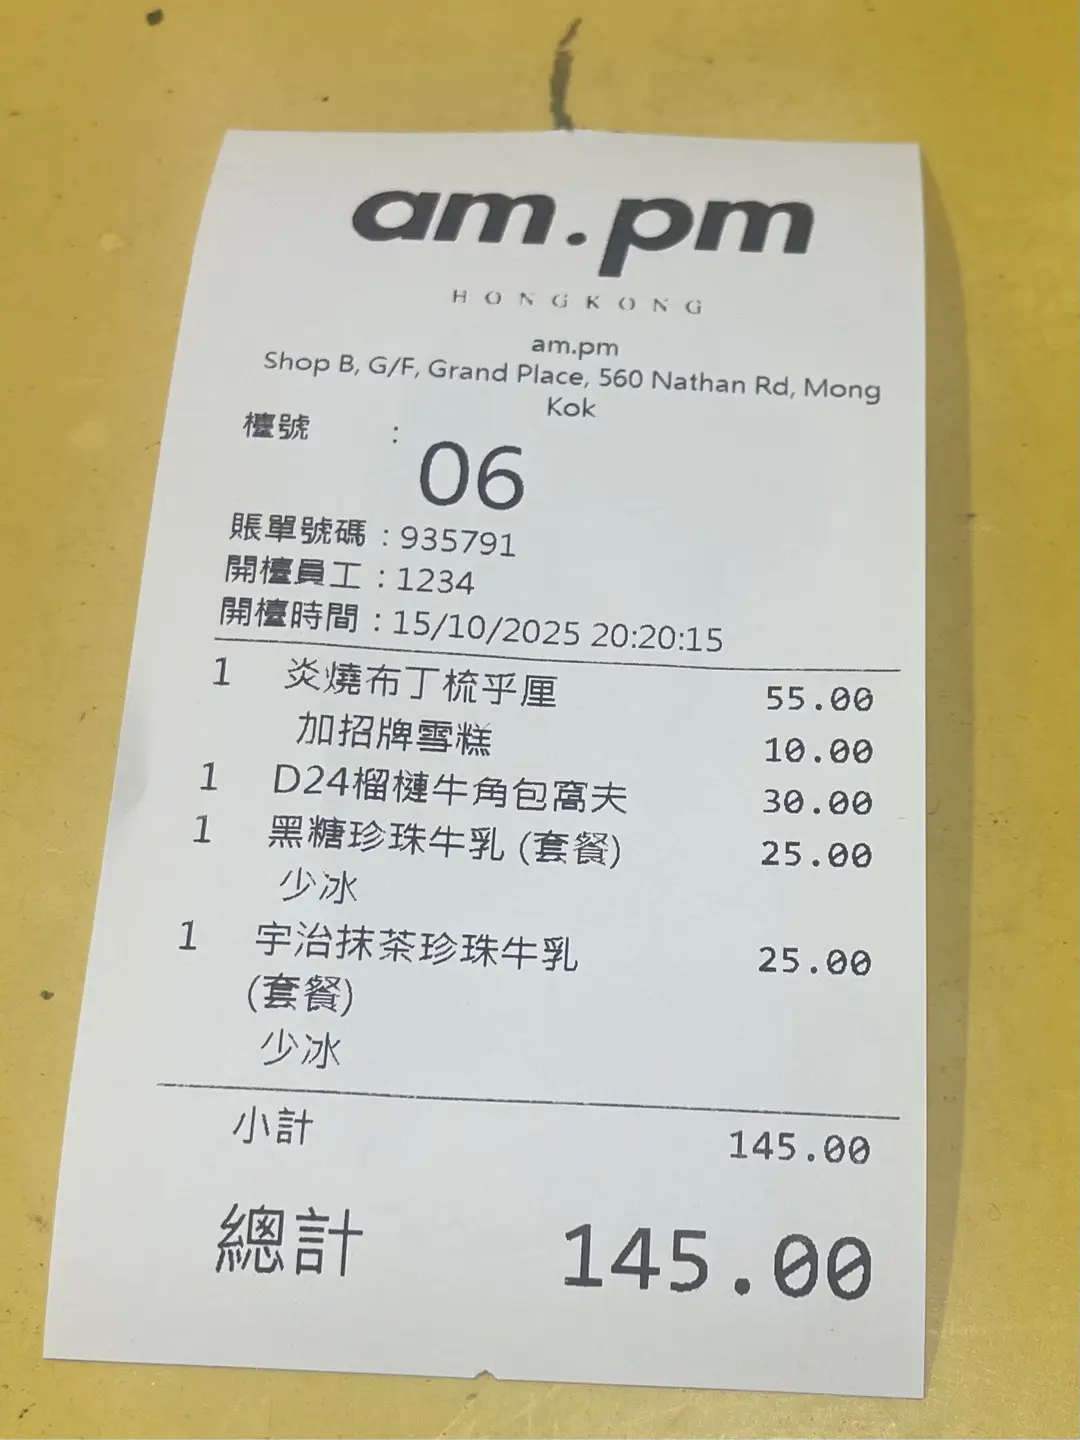 am.pm
HONGKONG
am.pm
Shop B, G/F, Grand Place, 560 Nathan Rd, Mong
Kok
檯號 :
06
賬單號碼 : 935791
開檯員工 : 1234
開檯時間 : 15/10/2025 20:20:15
1 炎燒布丁梳乎厘 55.00
加招牌雪糕 10.00
1 D24榴槤牛角包窩夫 30.00
1 黑糖珍珠牛乳 (套餐) 25.00
少冰
1 宇治抹茶珍珠牛乳 25.00
(套餐)
少冰
小計 145.00
總計 145.00